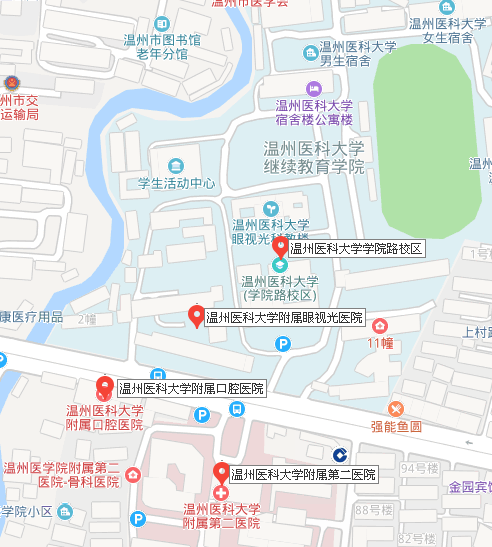 温州市医学会
温州市图书馆
老年分馆
温州医科大学
男生宿舍
温州医科大学
女生宿舍
州市交
运输局
温州医科大学
宿舍楼公寓楼
温州医科大学
继续教育学院
温州
学生活动中心
温州医科大学
眼视光科教楼
温州医科大学学院路校区
1号楼
温州医科大学
(学院路校区)
康医疗用品
2幢
温州医科大学附属眼视光医院
11幢
上村路
温州医科大学附属口腔医院
温州医科大学
附属口腔医院
强能鱼圆
温州医学院附属第二
医院-骨科医院
温州医科大学附属第二医院
94号楼
金园宾馆
学院小区
温州医科大学
附属第二医院
88号楼
82号楼